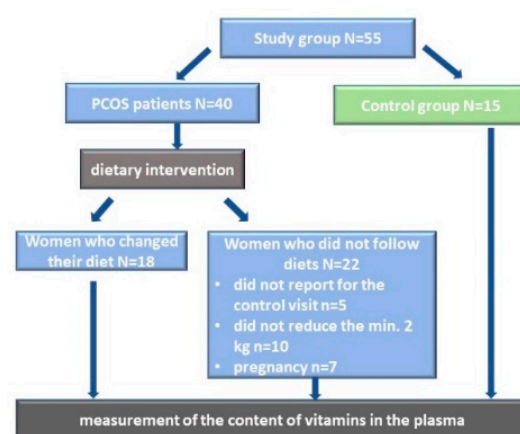 Study group N=55
PCOS patients N=40
Control group N=15
dietary intervention
Women who changed
their diet N=18
Women who did not follow
diets N=22
• did not report for the
control visit n=5
• did not reduce the min. 2
kg n=10
• pregnancy n=7
measurement of the content of vitamins in the plasma